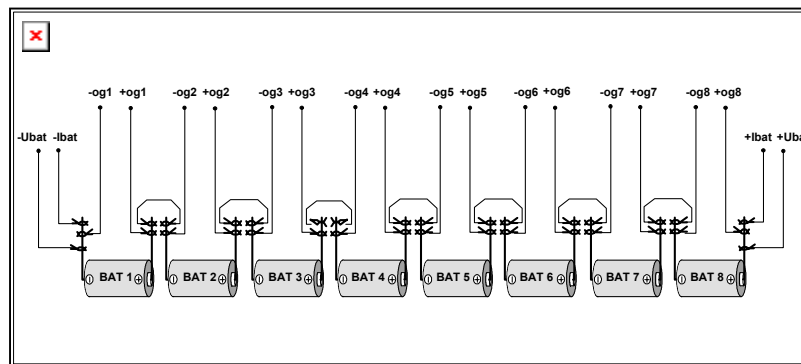 -og1 +og1 -og2 +og2 -og3 +og3 -og4 +og4 -og5 +og5 -og6 +og6 -og7 +og7 -og8 +og8
-Ubat -Ibat +Ibat +Uba
BAT 1 BAT 2 BAT 3 BAT 4 BAT 5 BAT 6 BAT 7 BAT 8